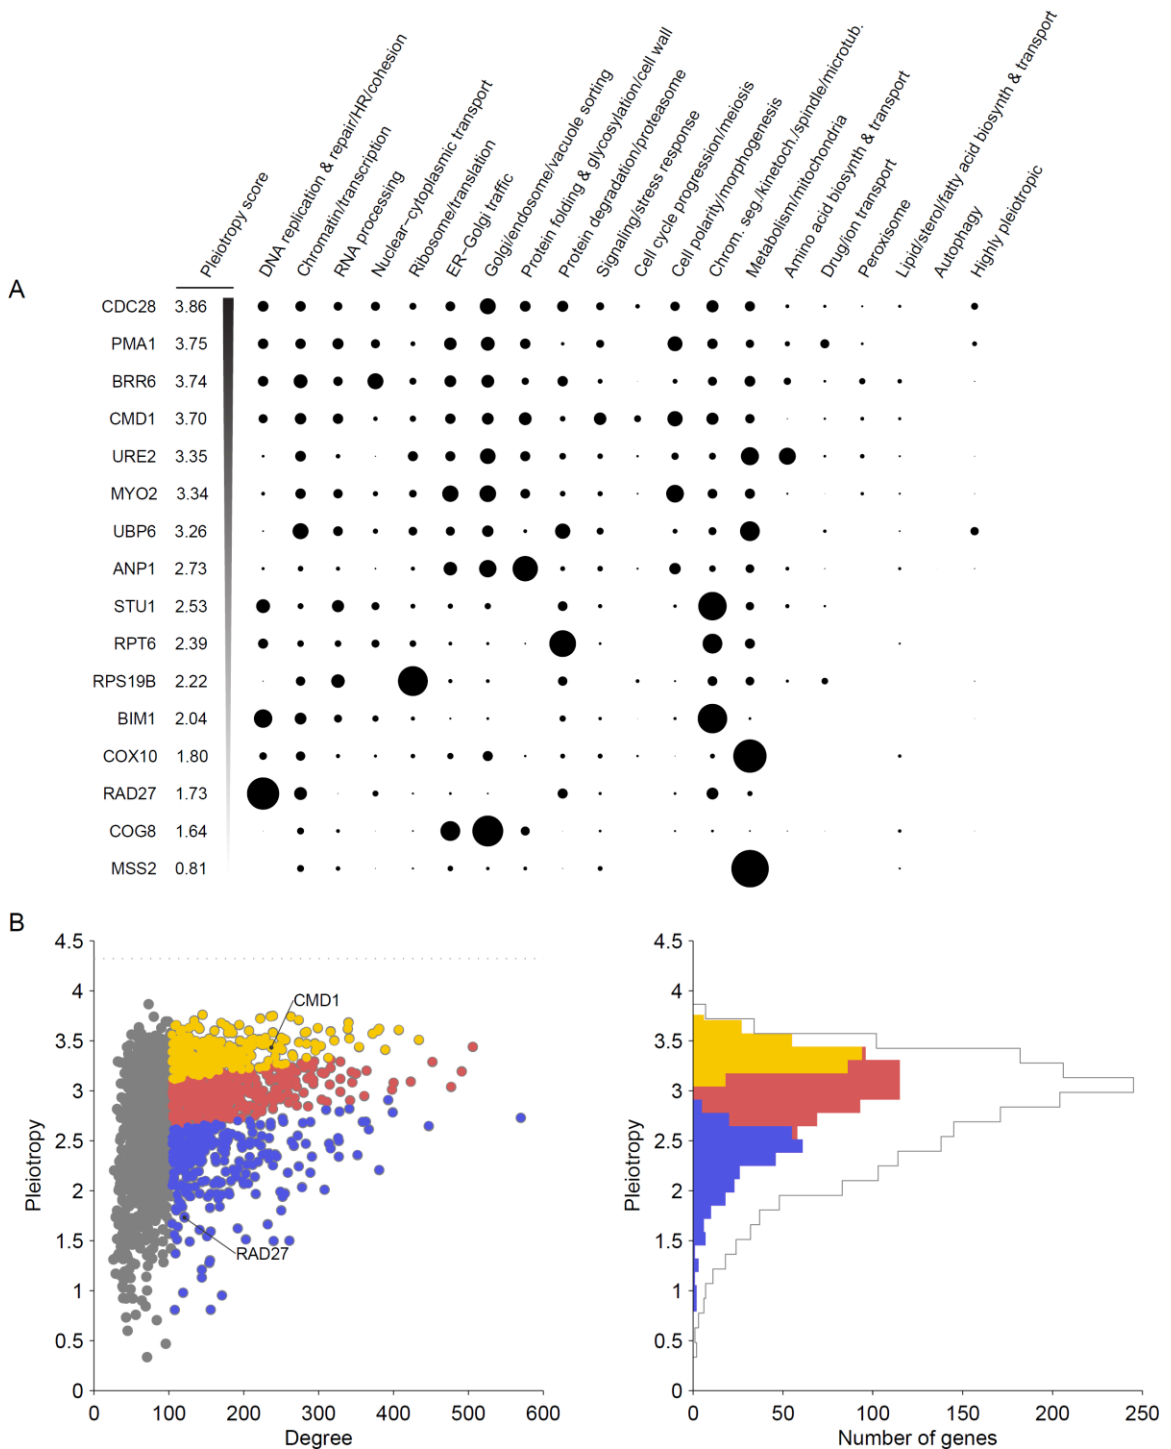 Pleiotropy score
DNA replication & repair/HR/cohesion
Chromatin/transcription
RNA processing
Nuclear−cytoplasmic transport
Ribosome/translation
ER−Golgi traffic
Golgi/endosome/vacuole sorting
Protein folding & glycosylation/cell wall
Protein degradation/proteasome
Signaling/stress response
Cell cycle progression/meiosis
Cell polarity/morphogenesis
Chrom. seg./kinetoch./spindle/microtub.
Metabolism/mitochondria
Amino acid biosynth & transport
Drug/ion transport
Peroxisome
Lipid/sterol/fatty acid biosynth & transport
Autophagy
Highly pleiotropic
A
CDC28 3.86
PMA1 3.75
BRR6 3.74
CMD1 3.70
URE2 3.35
MYO2 3.34
UBP6 3.26
ANP1 2.73
STU1 2.53
RPT6 2.39
RPS19B 2.22
BIM1 2.04
COX10 1.80
RAD27 1.73
COG8 1.64
MSS2 0.81
B
4.5
4
3.5
3
2.5
2
1.5
1
0.5
0
Pleiotropy
CMD1
RAD27
0 100 200 300 400 500 600
Degree
4.5
4
3.5
3
2.5
2
1.5
1
0.5
0
Pleiotropy
0 50 100 150 200 250
Number of genes